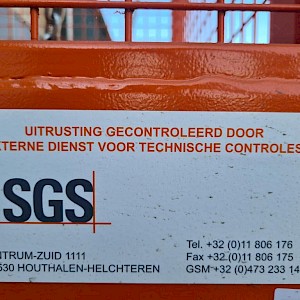 UITRUSTING GECONTROLEERD DOOR
XTERNE DIENST VOOR TECHNISCHE CONTROLES
SGS
NTRUM-ZUID 1111
530 HOUTHALEN-HELCHTEREN
Tel. +32 (0)11 806 176
Fax +32 (0)11 806 175
GSM +32 (0)473 233 14